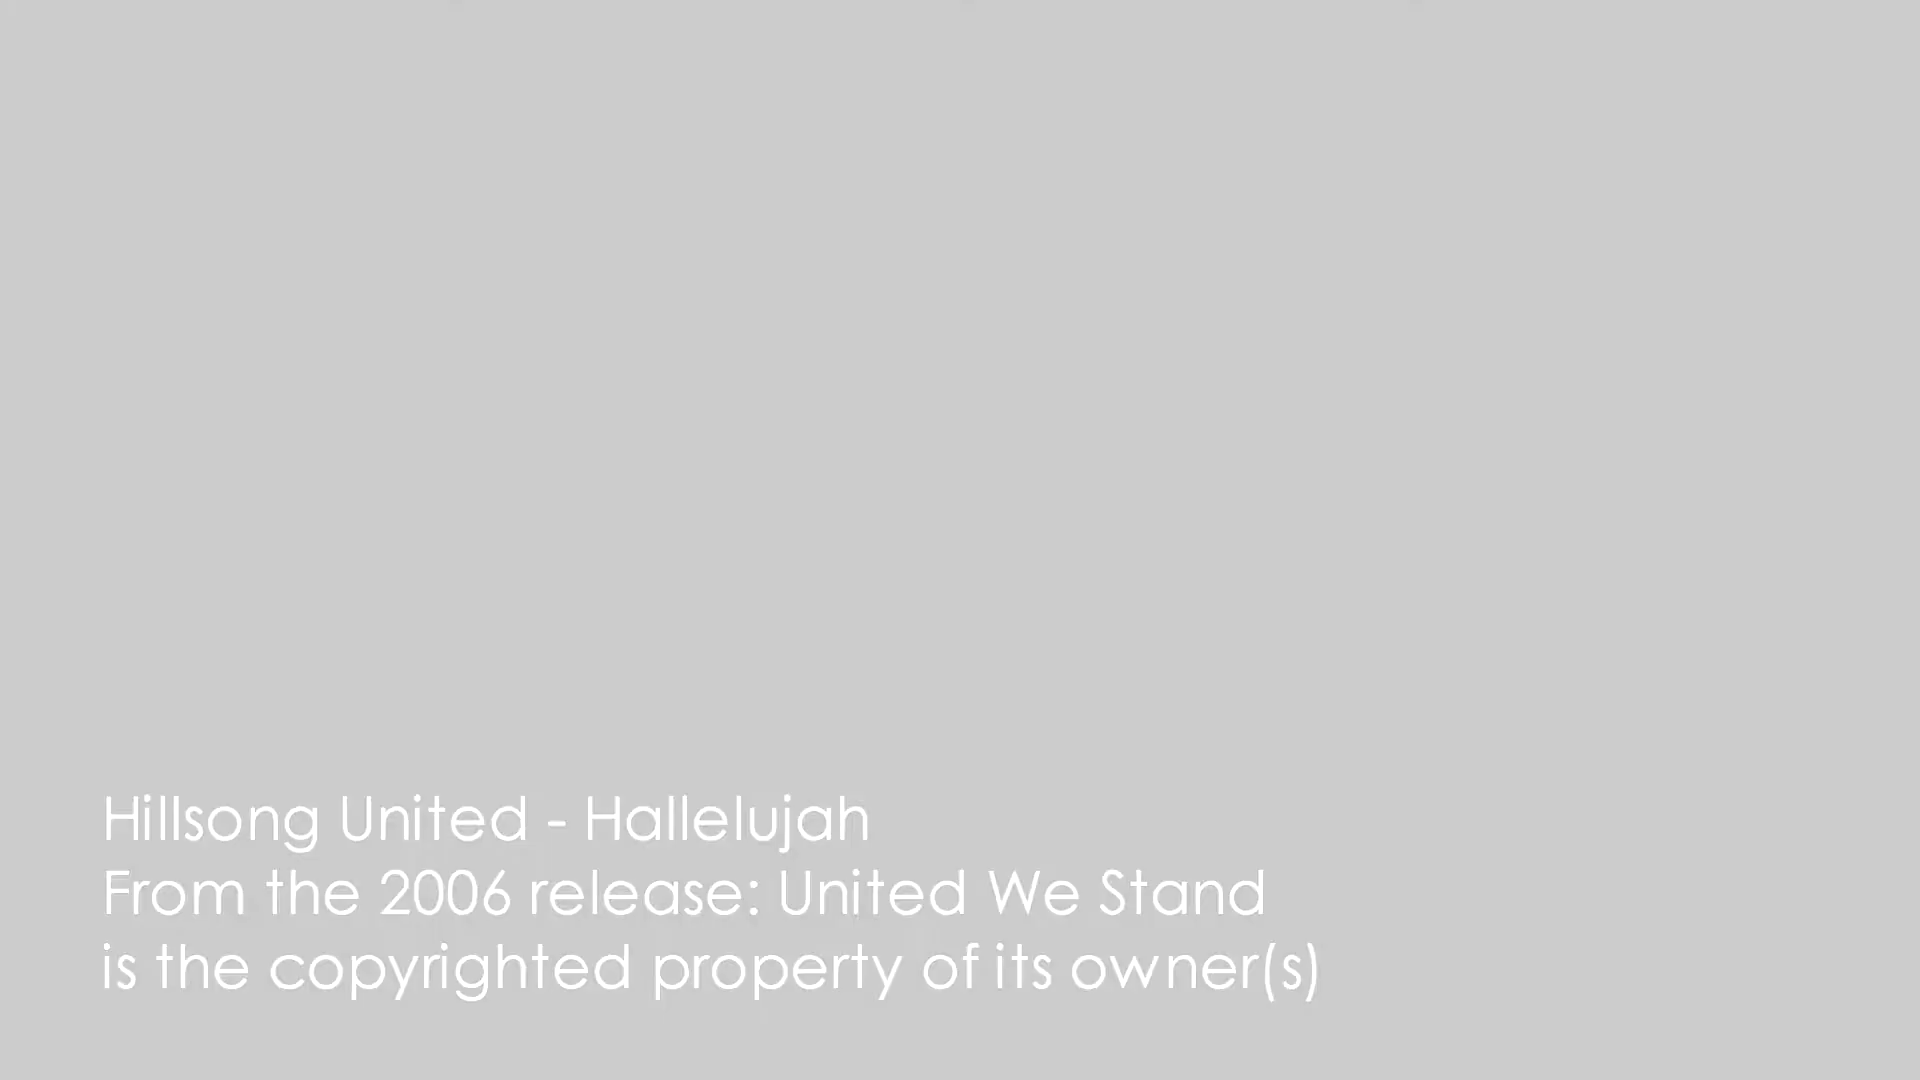 Hillsong United - Hallelujah
From the 2006 release: United We Stand
is the copyrighted property of its owner(s)